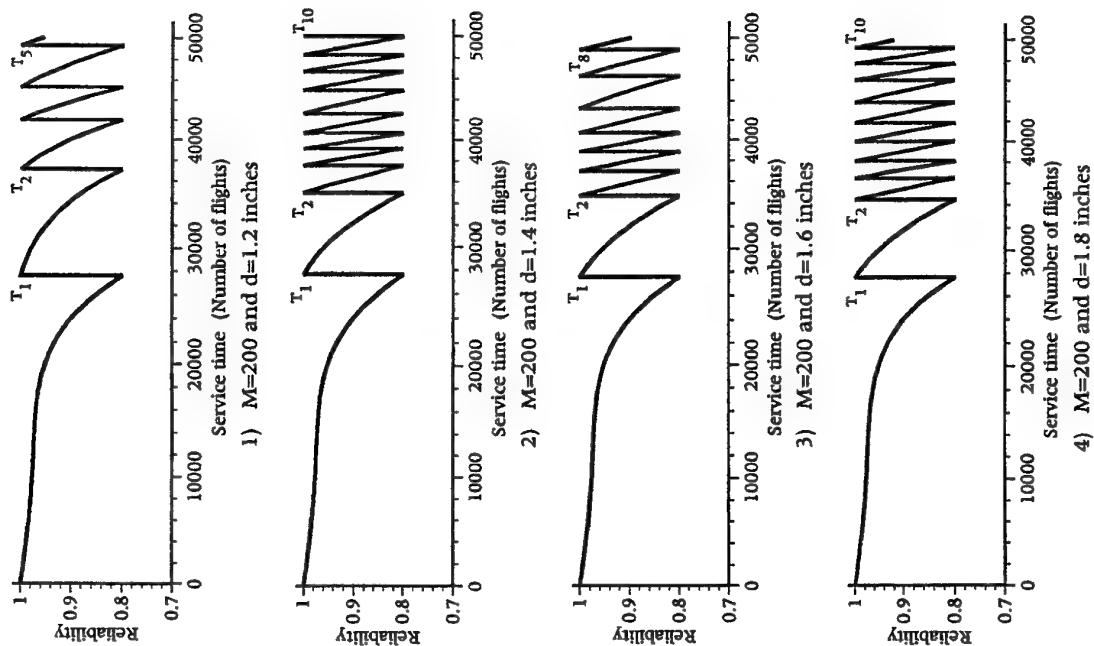 Reliability
1
0.9
0.8
0.7
T1
T2
T5
0 10000 20000 30000 40000 50000
Service time (Number of flights)
1) M=200 and d=1.2 inches
Reliability
1
0.9
0.8
0.7
T1
T2
T10
0 10000 20000 30000 40000 50000
Service time (Number of flights)
2) M=200 and d=1.4 inches
Reliability
1
0.9
0.8
0.7
T1
T2
T8
0 10000 20000 30000 40000 50000
Service time (Number of flights)
3) M=200 and d=1.6 inches
Reliability
1
0.9
0.8
0.7
T1
T2
T10
0 10000 20000 30000 40000 50000
Service time (Number of flights)
4) M=200 and d=1.8 inches